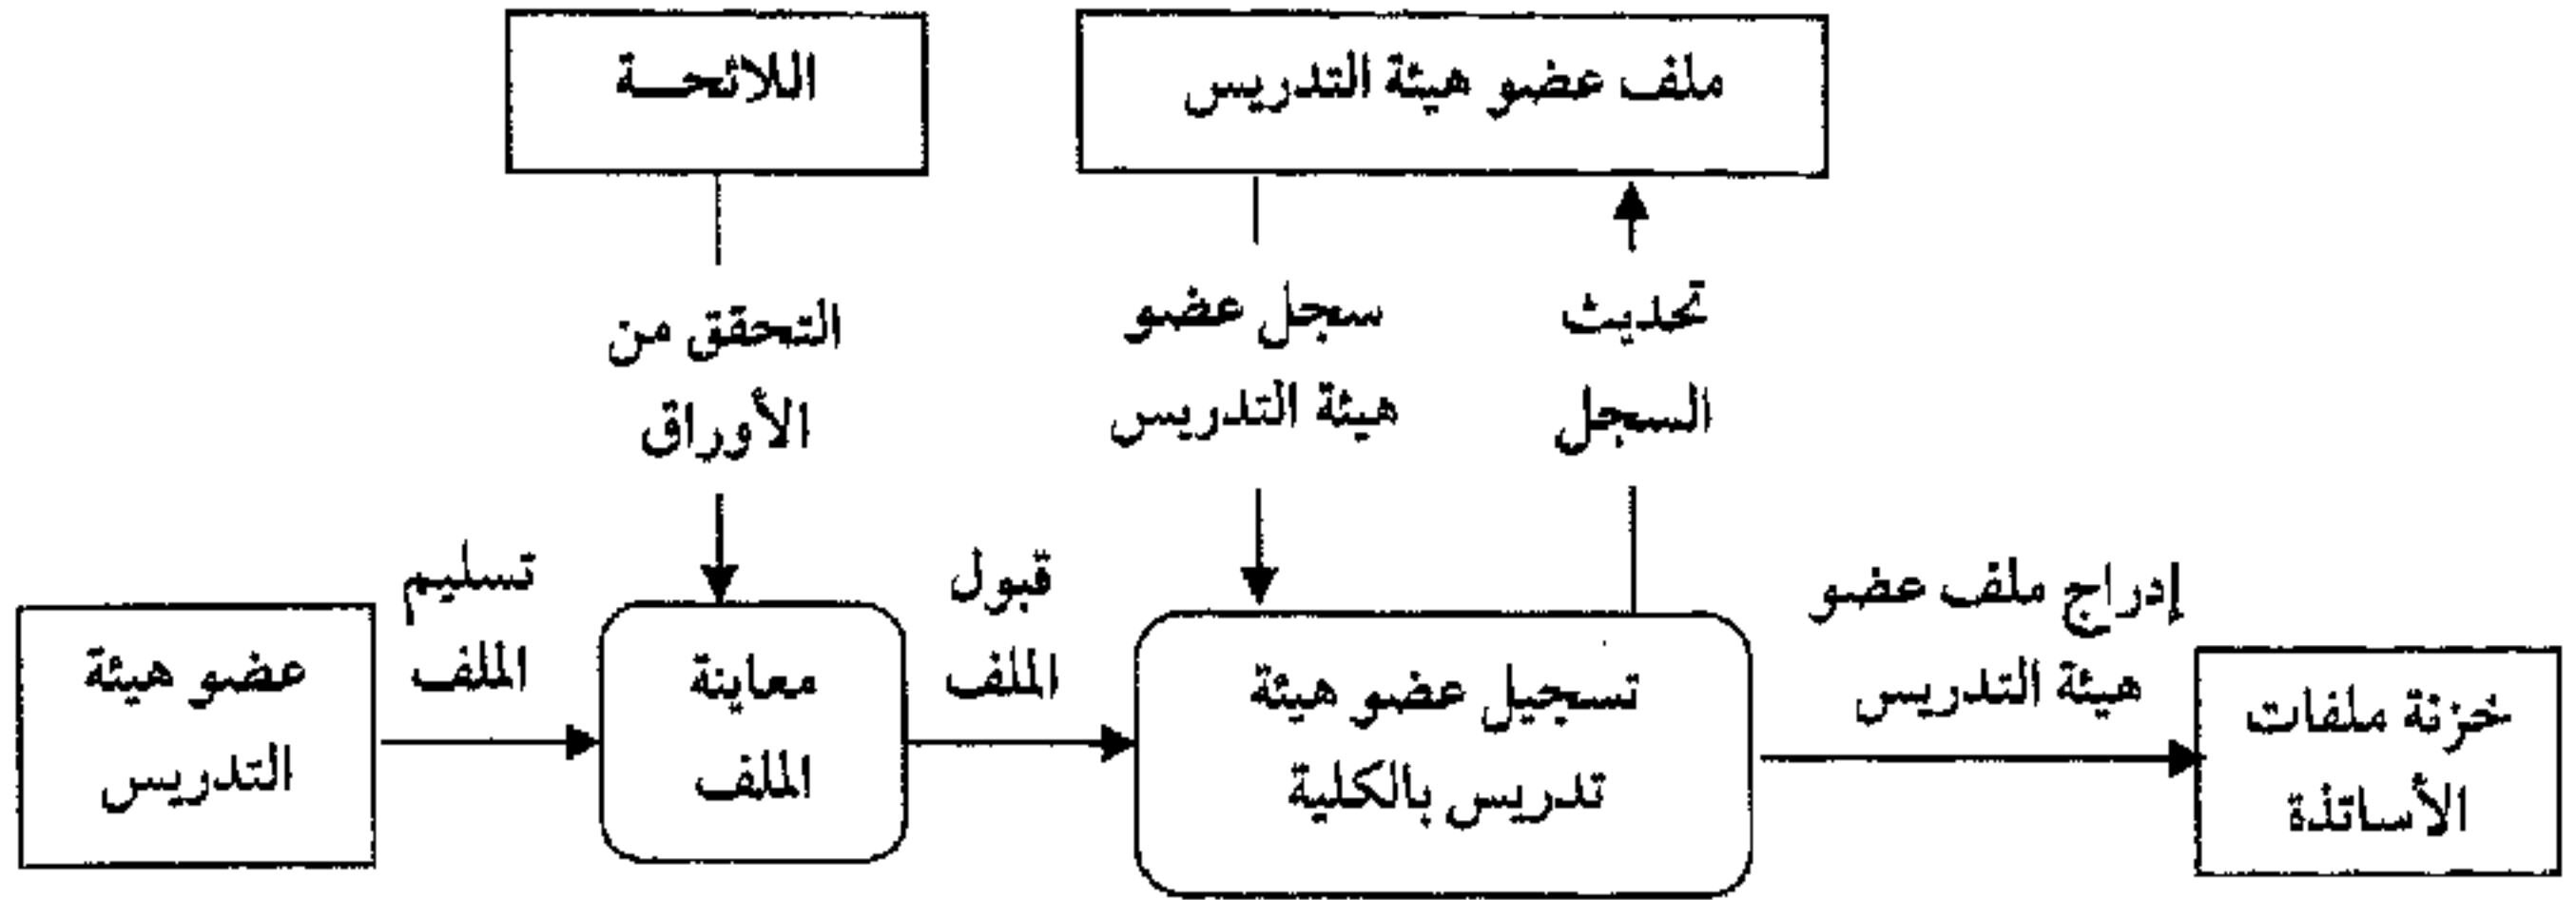 اللائحـــة
ملف عضو هيئة التدريس
التحقق من
الأوراق
سجل عضو
هيئة التدريس
تحديث
السجل
عضو هيئة
التدريس
تسليم
الملف
معاينة
الملف
قبول
الملف
تسجيل عضو هيئة
تدريس بالكلية
إدراج ملف عضو
هيئة التدريس
خزنة ملفات
الأساتذة